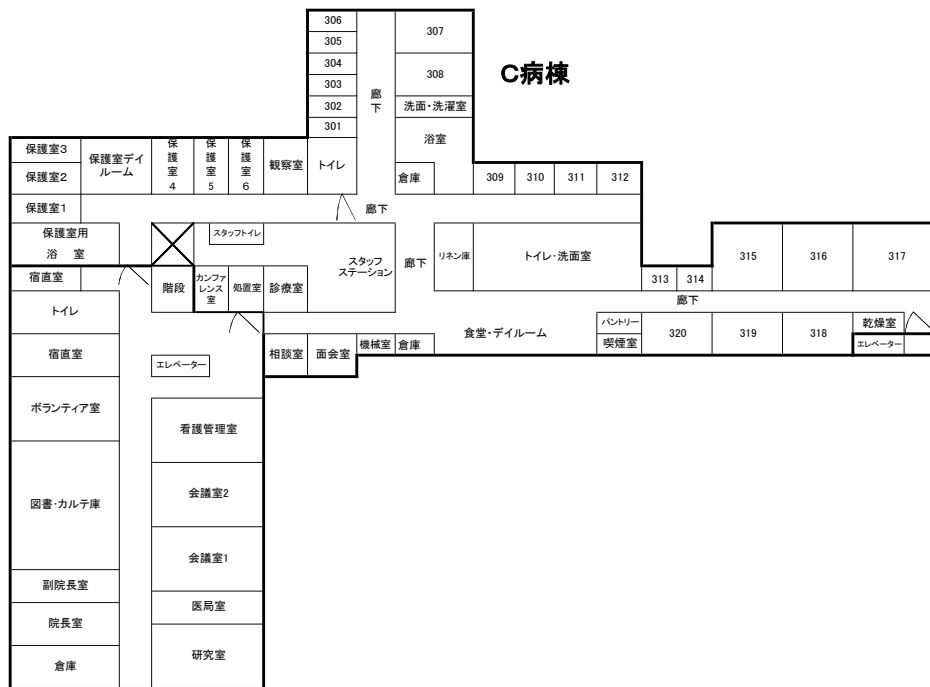 C病棟
306
305
304
303
302
301
廊
下
307
308
洗面・洗濯室
浴室
倉庫
保護室3
保護室2
保護室1
保護室デイ
ルーム
保
護
室
4
保
護
室
5
保
護
室
6
観察室
トイレ
309
310
311
312
廊下
保護室用
浴 室
スタッフトイレ
スタッフ
ステーション
廊下
リネン庫
トイレ・洗面室
313
314
315
316
317
宿直室
階段
カンファ
レンス
室
処置室
診療室
廊下
トイレ
宿直室
エレベーター
相談室
面会室
機械室
倉庫
食堂・デイルーム
パントリー
喫煙室
320
319
318
乾燥室
エレベーター
ボランティア室
看護管理室
図書・カルテ庫
会議室2
会議室1
副院長室
医局室
院長室
研究室
倉庫